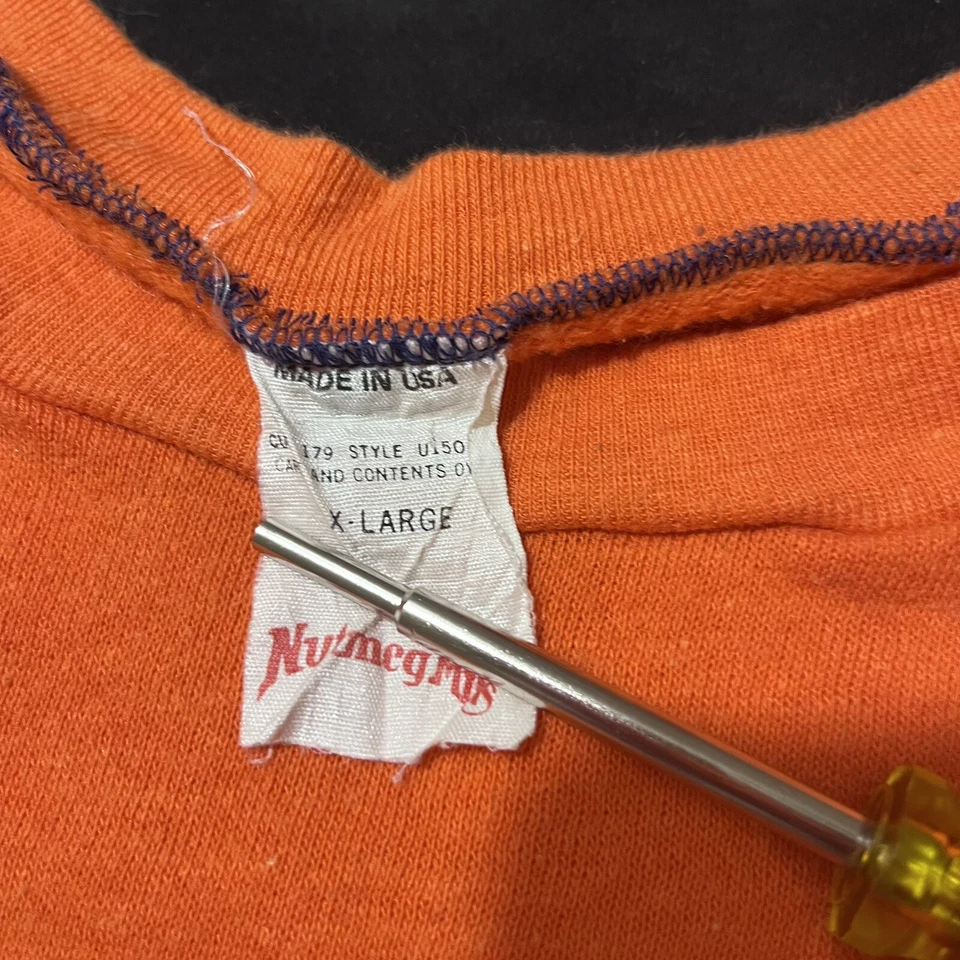 MADE IN USA
179 STYLE U150
AND CONTENTS
X-LARGE
Nutmeg Mills